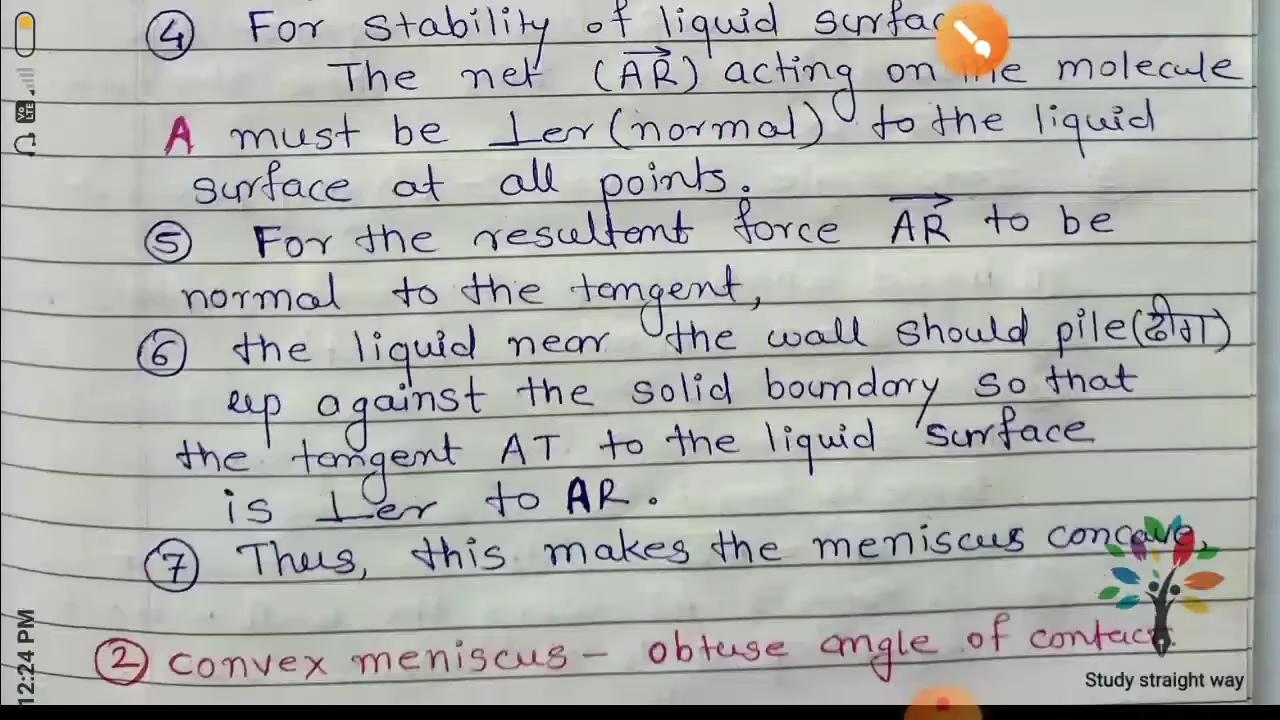 ④ For stability of liquid surfac
The net (AR) acting on the molecule
A must be ⊥er (normal) to the liquid
surface at all points.
⑤ For the resultent force AR to be
normal to the tangent,
⑥ the liquid near the wall should pile(ढीग)
up against the solid boundary so that
the tangent AT to the liquid surface
is ⊥er to AR.
⑦ Thus, this makes the meniscus concave,
② convex meniscus - obtuse angle of contact
Study straight way
12:24 PM
Vo LTE